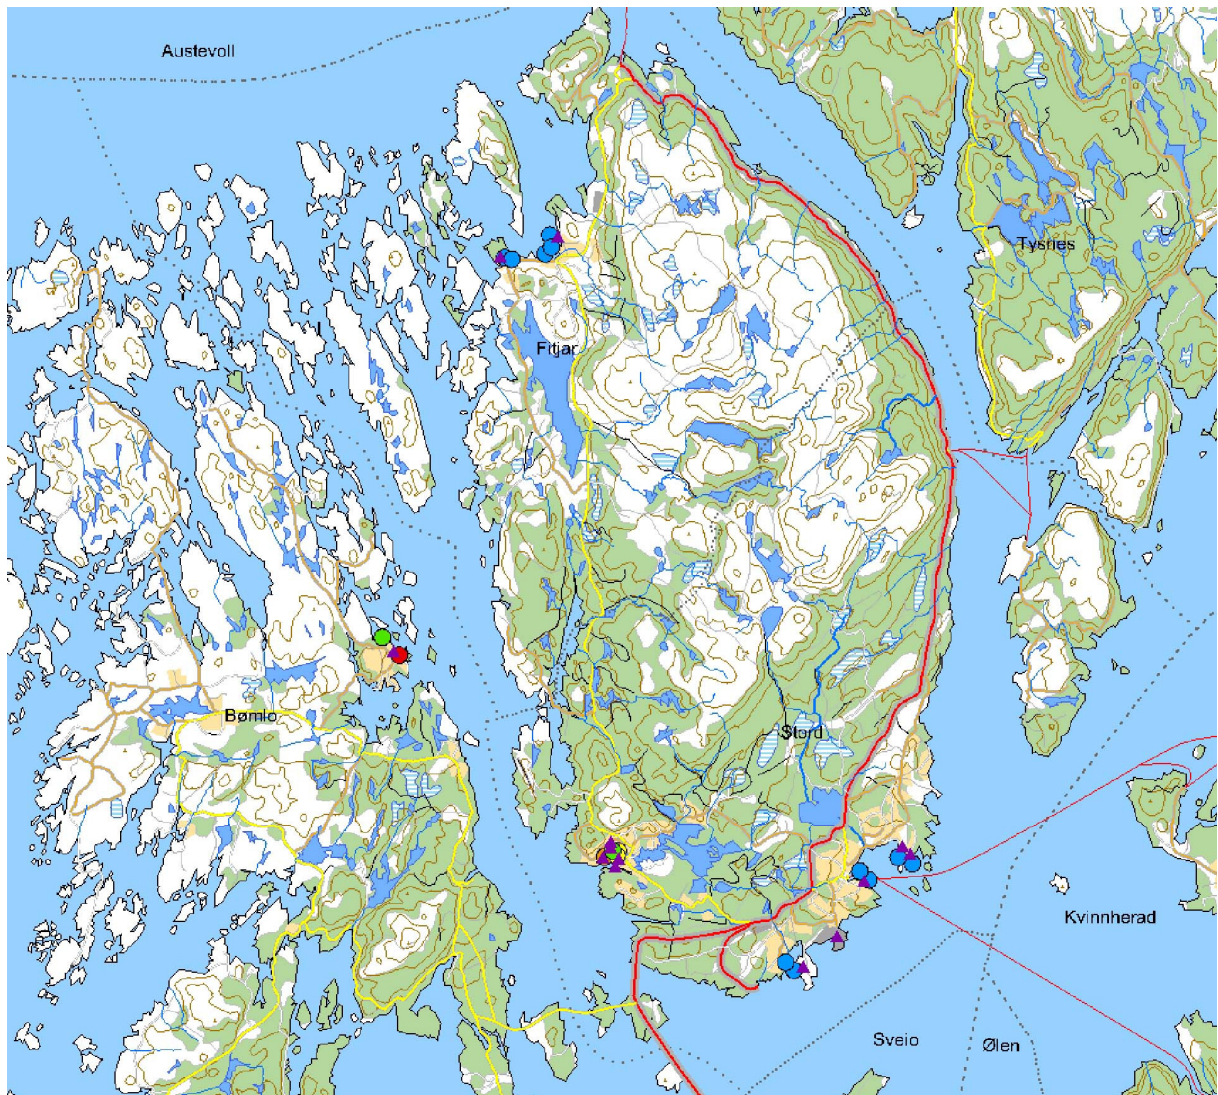 Austevoll
Tysnes
Fitjar
Bømlo
Stord
Kvinnherad
Sveio
Ølen